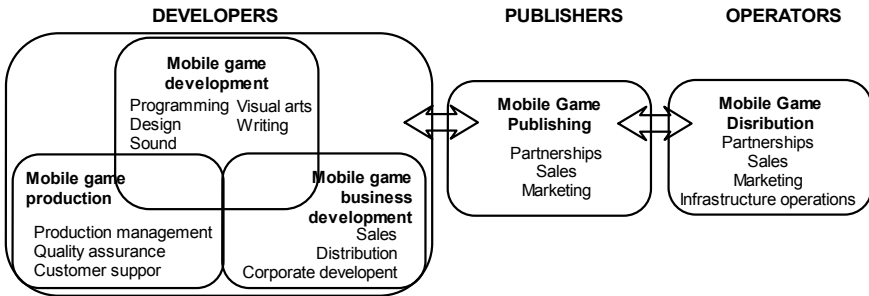 DEVELOPERS
PUBLISHERS
OPERATORS
Mobile game
development
Programming Visual arts
Design Writing
Sound
Mobile game
production
Production management
Quality assurance
Customer suppor
Mobile game
business
development
Sales
Distribution
Corporate developent
Mobile Game
Publishing
Partnerships
Sales
Marketing
Mobile Game
Disribution
Partnerships
Sales
Marketing
Infrastructure operations